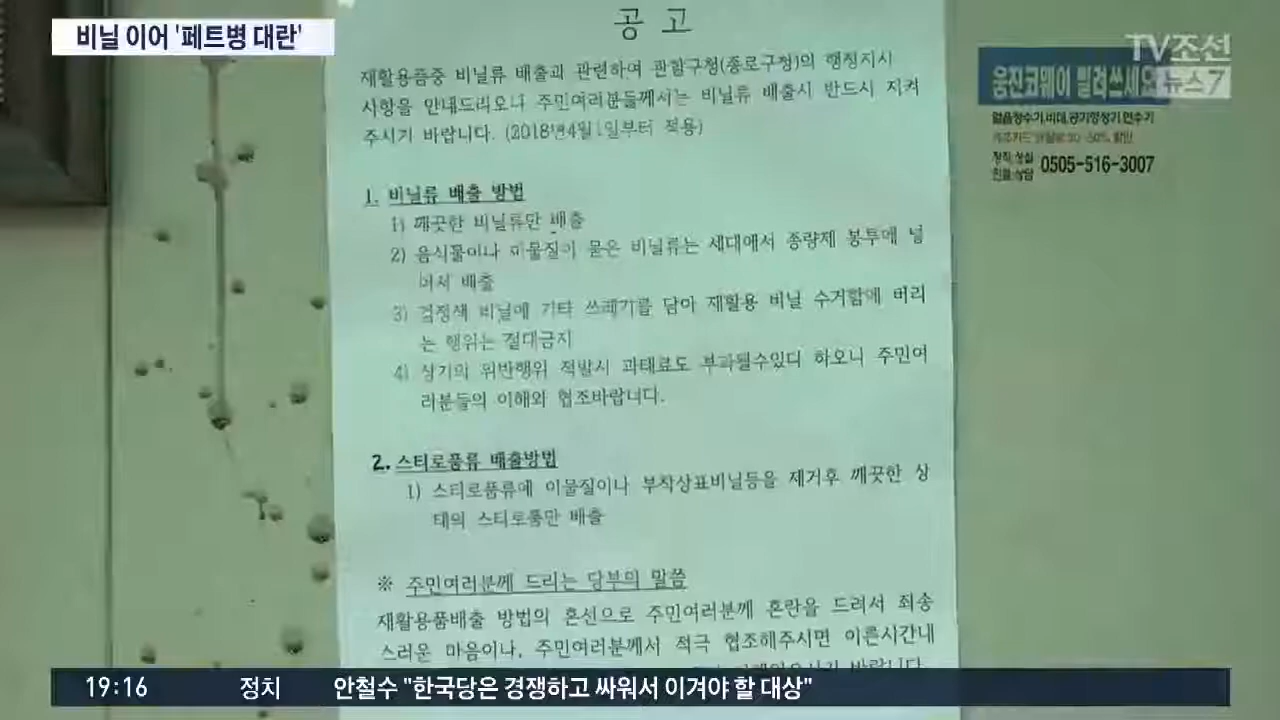 비닐 이어 '페트병 대란'
TV조선
뉴스7
공 고
재활용품중 비닐류 배출과 관련하여 관할구청(종로구청)의 행정지시
사항을 안내드리오니 주민여러분들께서는 비닐류 배출시 반드시 지켜
주시기 바랍니다. (2018년4월1일부터 적용)
1. 비닐류 배출 방법
1) 깨끗한 비닐류만 배출
2) 음식물이나 이물질이 묻은 비닐류는 세대에서 종량제 봉투에 넣
어서 배출
3) 검정색 비닐에 기타 쓰레기를 담아 재활용 비닐 수거함에 버리
는 행위는 절대금지
4) 상기의 위반행위 적발시 과태료도 부과될수있다 하오니 주민여
러분들의 이해와 협조바랍니다.
2. 스티로폼류 배출방법
1) 스티로폼류에 이물질이나 부착상표비닐등을 제거후 깨끗한 상
태의 스티로폼만 배출
※ 주민여러분께 드리는 당부의 말씀
재활용품배출 방법의 혼선으로 주민여러분께 혼란을 드려서 죄송
스러운 마음이나, 주민여러분께서 적극 협조해주시면 이른시간내
바랍니다.
웅진코웨이 빌려쓰세요
얼음정수기,비데,공기청정기,연수기
0505-516-3007
19:16 정치 안철수 "한국당은 경쟁하고 싸워서 이겨야 할 대상"